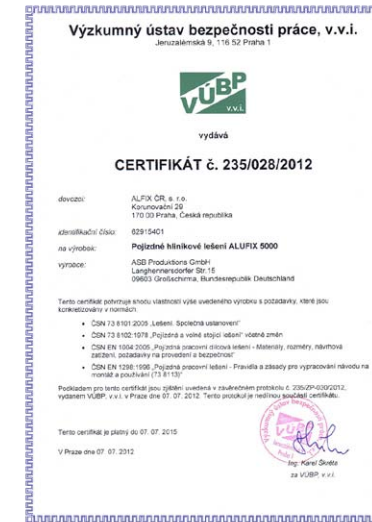 Výzkumný ústav bezpečnosti práce, v.v.i.
Jeruzalémská 9, 116 52 Praha 1
VÚBP
v.v.i.
vydává
CERTIFIKÁT č. 235/028/2012
dovozce: ALFIX ČR, s. r.o.
Korunovační 29
170 00 Praha, Česká republika
identifikační číslo: 62915401
na výrobek: Pojízdné hliníkové lešení ALUFIX 5000
výrobce: ASB Produktions GmbH
Langhennersdorfer Str.15
09603 Großschirma, Bundesrepublik Deutschland
Tento certifikát potvrzuje shodu vlastností výše uvedeného výrobku s požadavky, které jsou
konkretizovány v normách:
• ČSN 73 8101:2005 „Lešení. Společná ustanovení“
• ČSN 73 8102:1978 „Pojízdná a volně stojící lešení“ včetně změn
• ČSN EN 1004:2005 „Pojízdná pracovní dílcová lešení - Materiály, rozměry, návrhová
zatížení, požadavky na provedení a bezpečnost“
• ČSN EN 1298:1998 „Pojízdná pracovní lešení - Pravidla a zásady pro vypracování návodu na
montáž a používání (73 8113)“
Podkladem pro tento certifikát jsou zjištění uvedená v závěrečném protokolu č. 235/ZP-030/2012,
vydaném VÚBP, v.v.i. v Praze dne 07. 07. 2012. Tento protokol je nedílnou součástí certifikátu.
Tento certifikát je platný do 07. 07. 2015
V Praze dne 07. 07. 2012
Ing. Karel Škréta
za VÚBP, v.v.i.